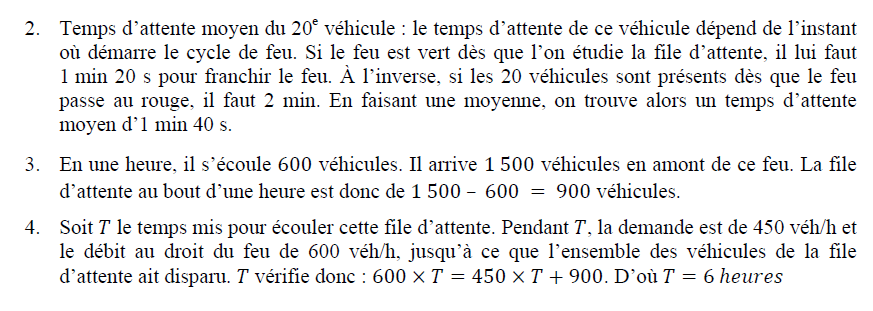 2. Temps d’attente moyen du 20e véhicule : le temps d’attente de ce véhicule dépend de l’instant
où démarre le cycle de feu. Si le feu est vert dès que l’on étudie la file d’attente, il lui faut
1 min 20 s pour franchir le feu. À l’inverse, si les 20 véhicules sont présents dès que le feu
passe au rouge, il faut 2 min. En faisant une moyenne, on trouve alors un temps d’attente
moyen d’1 min 40 s.
3. En une heure, il s’écoule 600 véhicules. Il arrive 1 500 véhicules en amont de ce feu. La file
d’attente au bout d’une heure est donc de 1 500 – 600 = 900 véhicules.
4. Soit T le temps mis pour écouler cette file d’attente. Pendant T, la demande est de 450 véh/h et
le débit au droit du feu de 600 véh/h, jusqu’à ce que l’ensemble des véhicules de la file
d’attente ait disparu. T vérifie donc : 600 × T = 450 × T + 900. D’où T = 6 heures